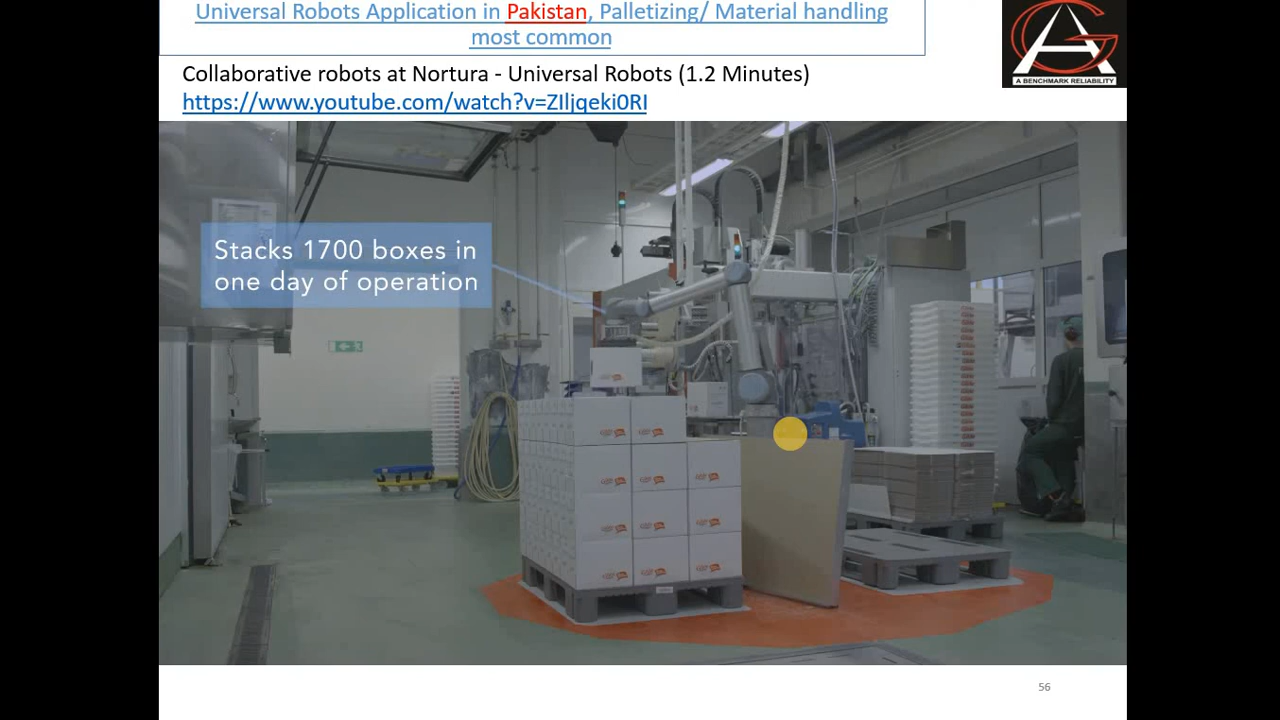 Universal Robots Application in Pakistan, Palletizing/ Material handling
most common
A BENCHMARK RELIABILITY
Collaborative robots at Nortura - Universal Robots (1.2 Minutes)
https://www.youtube.com/watch?v=ZIljqeki0RI
Stacks 1700 boxes in
one day of operation
56